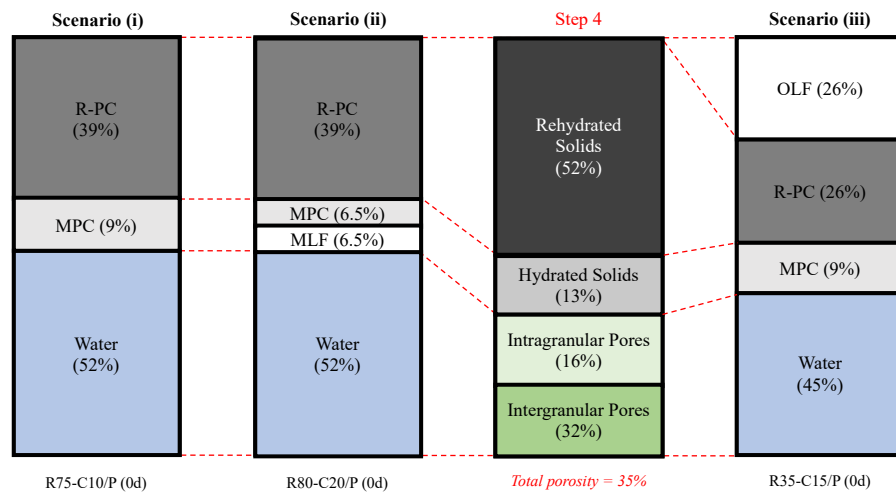 Scenario (i)
Scenario (ii)
Step 4
Scenario (iii)
R-PC
(39%)
MPC (9%)
Water
(52%)
R75-C10/P (0d)
R-PC
(39%)
MPC (6.5%)
MLF (6.5%)
Water
(52%)
R80-C20/P (0d)
Rehydrated
Solids
(52%)
Hydrated Solids
(13%)
Intragranular Pores
(16%)
Intergranular Pores
(32%)
Total porosity = 35%
OLF (26%)
R-PC (26%)
MPC (9%)
Water
(45%)
R35-C15/P (0d)